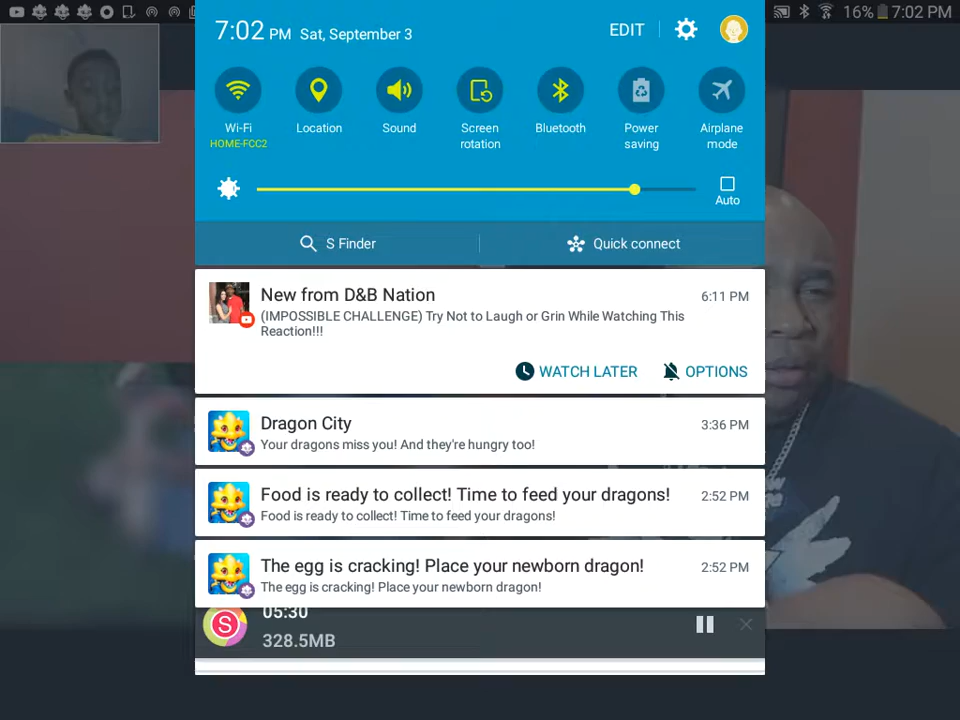 16% 7:02 PM
7:02 PM Sat, September 3
EDIT
Wi-Fi
HOME-FCC2
Location
Sound
Screen
rotation
Bluetooth
Power
saving
Airplane
mode
Auto
S Finder
Quick connect
New from D&B Nation
6:11 PM
(IMPOSSIBLE CHALLENGE) Try Not to Laugh or Grin While Watching This
Reaction!!!
WATCH LATER
OPTIONS
Dragon City
3:36 PM
Your dragons miss you! And they're hungry too!
Food is ready to collect! Time to feed your dragons!
2:52 PM
Food is ready to collect! Time to feed your dragons!
The egg is cracking! Place your newborn dragon!
2:52 PM
The egg is cracking! Place your newborn dragon!
S
05:30
328.5MB